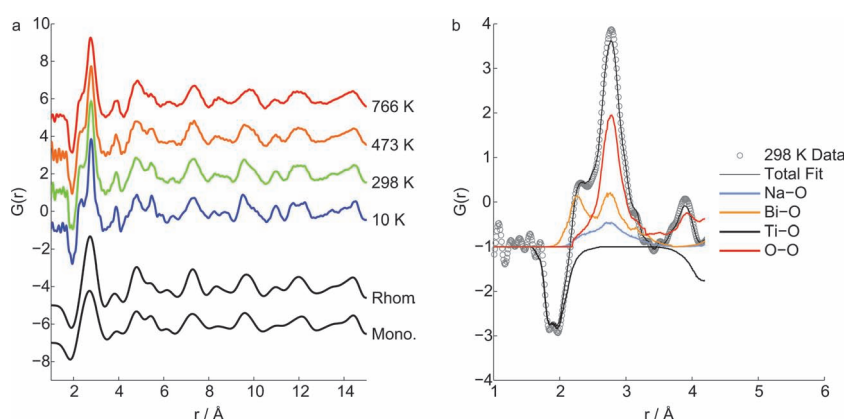 a
10
8
6
4
2
0
−2
−4
−6
−8
G(r)
766 K
473 K
298 K
10 K
Rhom.
Mono.
2 4 6 8 10 12 14
r / Å
b
4
3
2
1
0
−1
−2
−3
−4
G(r)
298 K Data
Total Fit
Na−O
Bi−O
Ti−O
O−O
1 2 3 4 5 6
r / Å